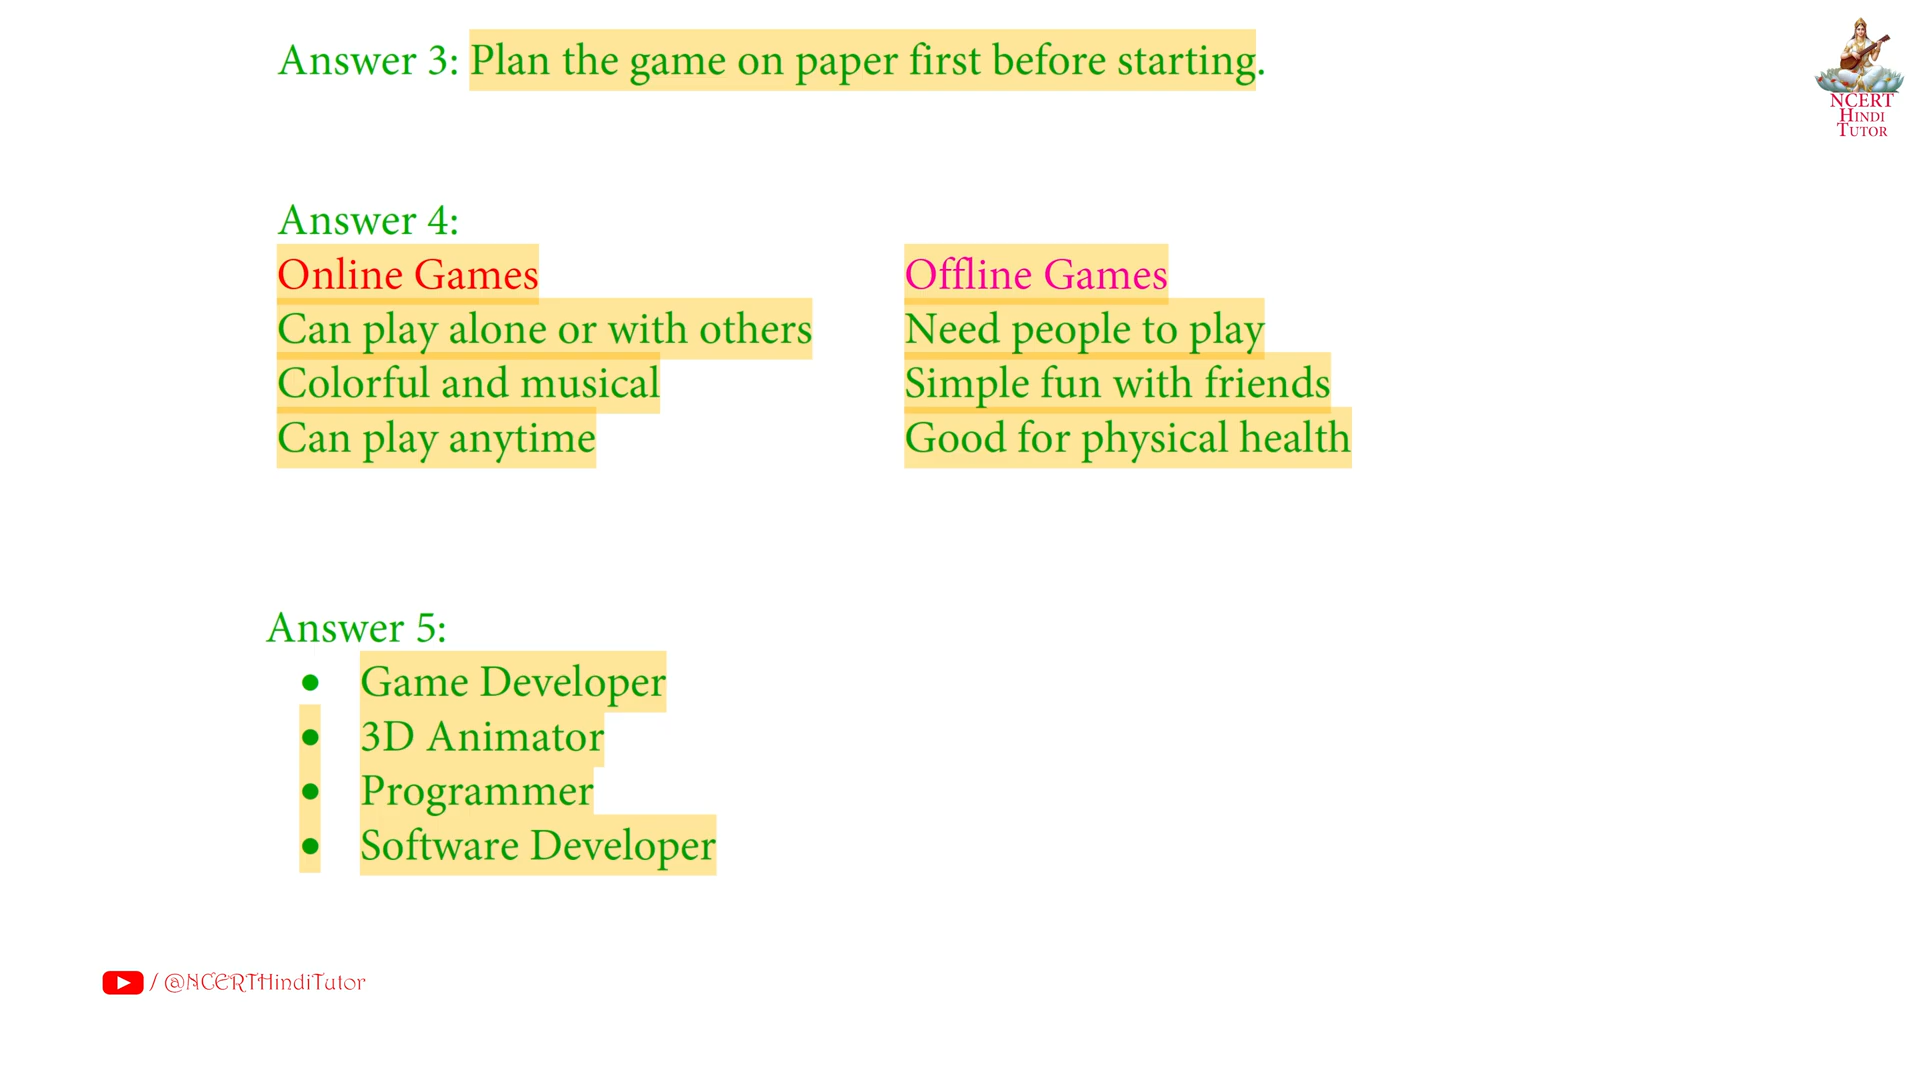 Answer 3: Plan the game on paper first before starting.
NCERT
HINDI
TUTOR
Answer 4:
Online Games Offline Games
Can play alone or with others Need people to play
Colorful and musical Simple fun with friends
Can play anytime Good for physical health
Answer 5:
• Game Developer
• 3D Animator
• Programmer
• Software Developer
/ @NCERTHindiTutor